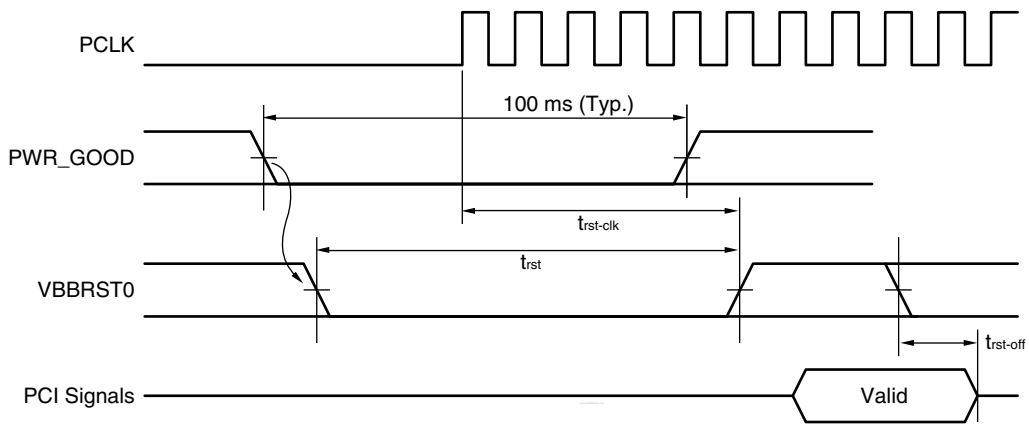 PCLK
100 ms (Typ.)
PWR_GOOD
trst-clk
trst
VBBRST0
trst-off
PCI Signals
Valid